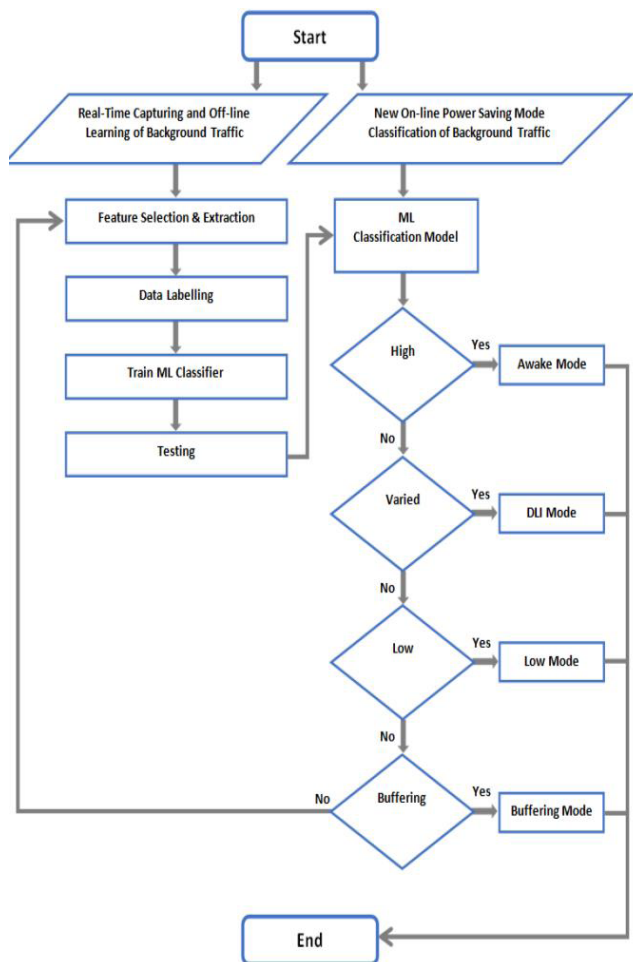 Start
Real-Time Capturing and Off-line
Learning of Background Traffic
New On-line Power Saving Mode
Classification of Background Traffic
Feature Selection & Extraction
Data Labelling
Train ML Classifier
Testing
ML
Classification Model
High
Yes
Awake Mode
No
Varied
Yes
DLI Mode
No
Low
Yes
Low Mode
No
Buffering
Yes
Buffering Mode
No
End